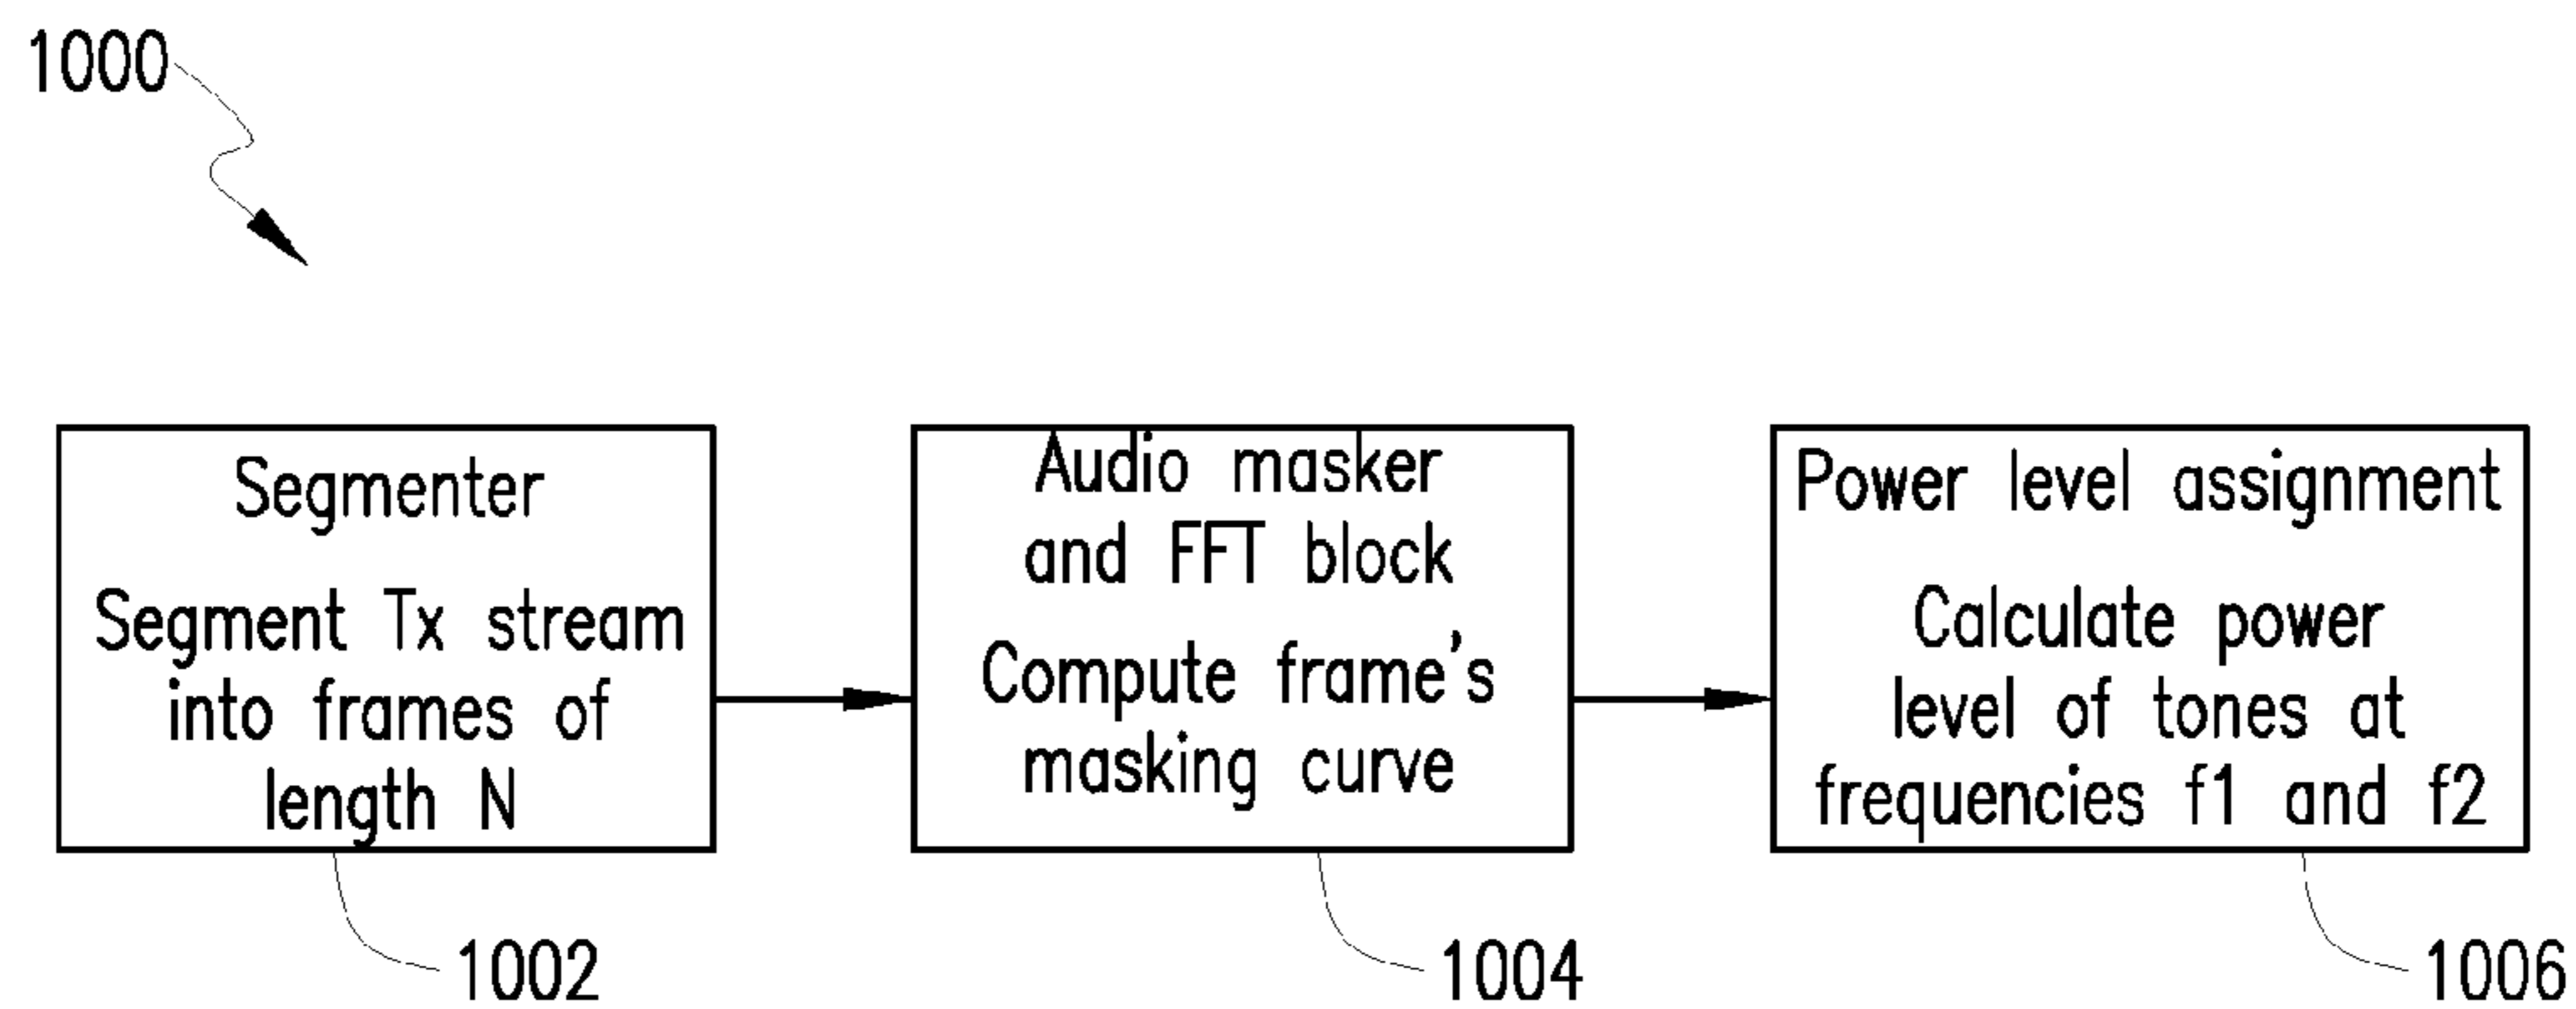 1000
Segmenter
Segment Tx stream
into frames of
length N
Audio masker
and FFT block
Compute frame's
masking curve
Power level assignment
Calculate power
level of tones at
frequencies f1 and f2
1002
1004
1006